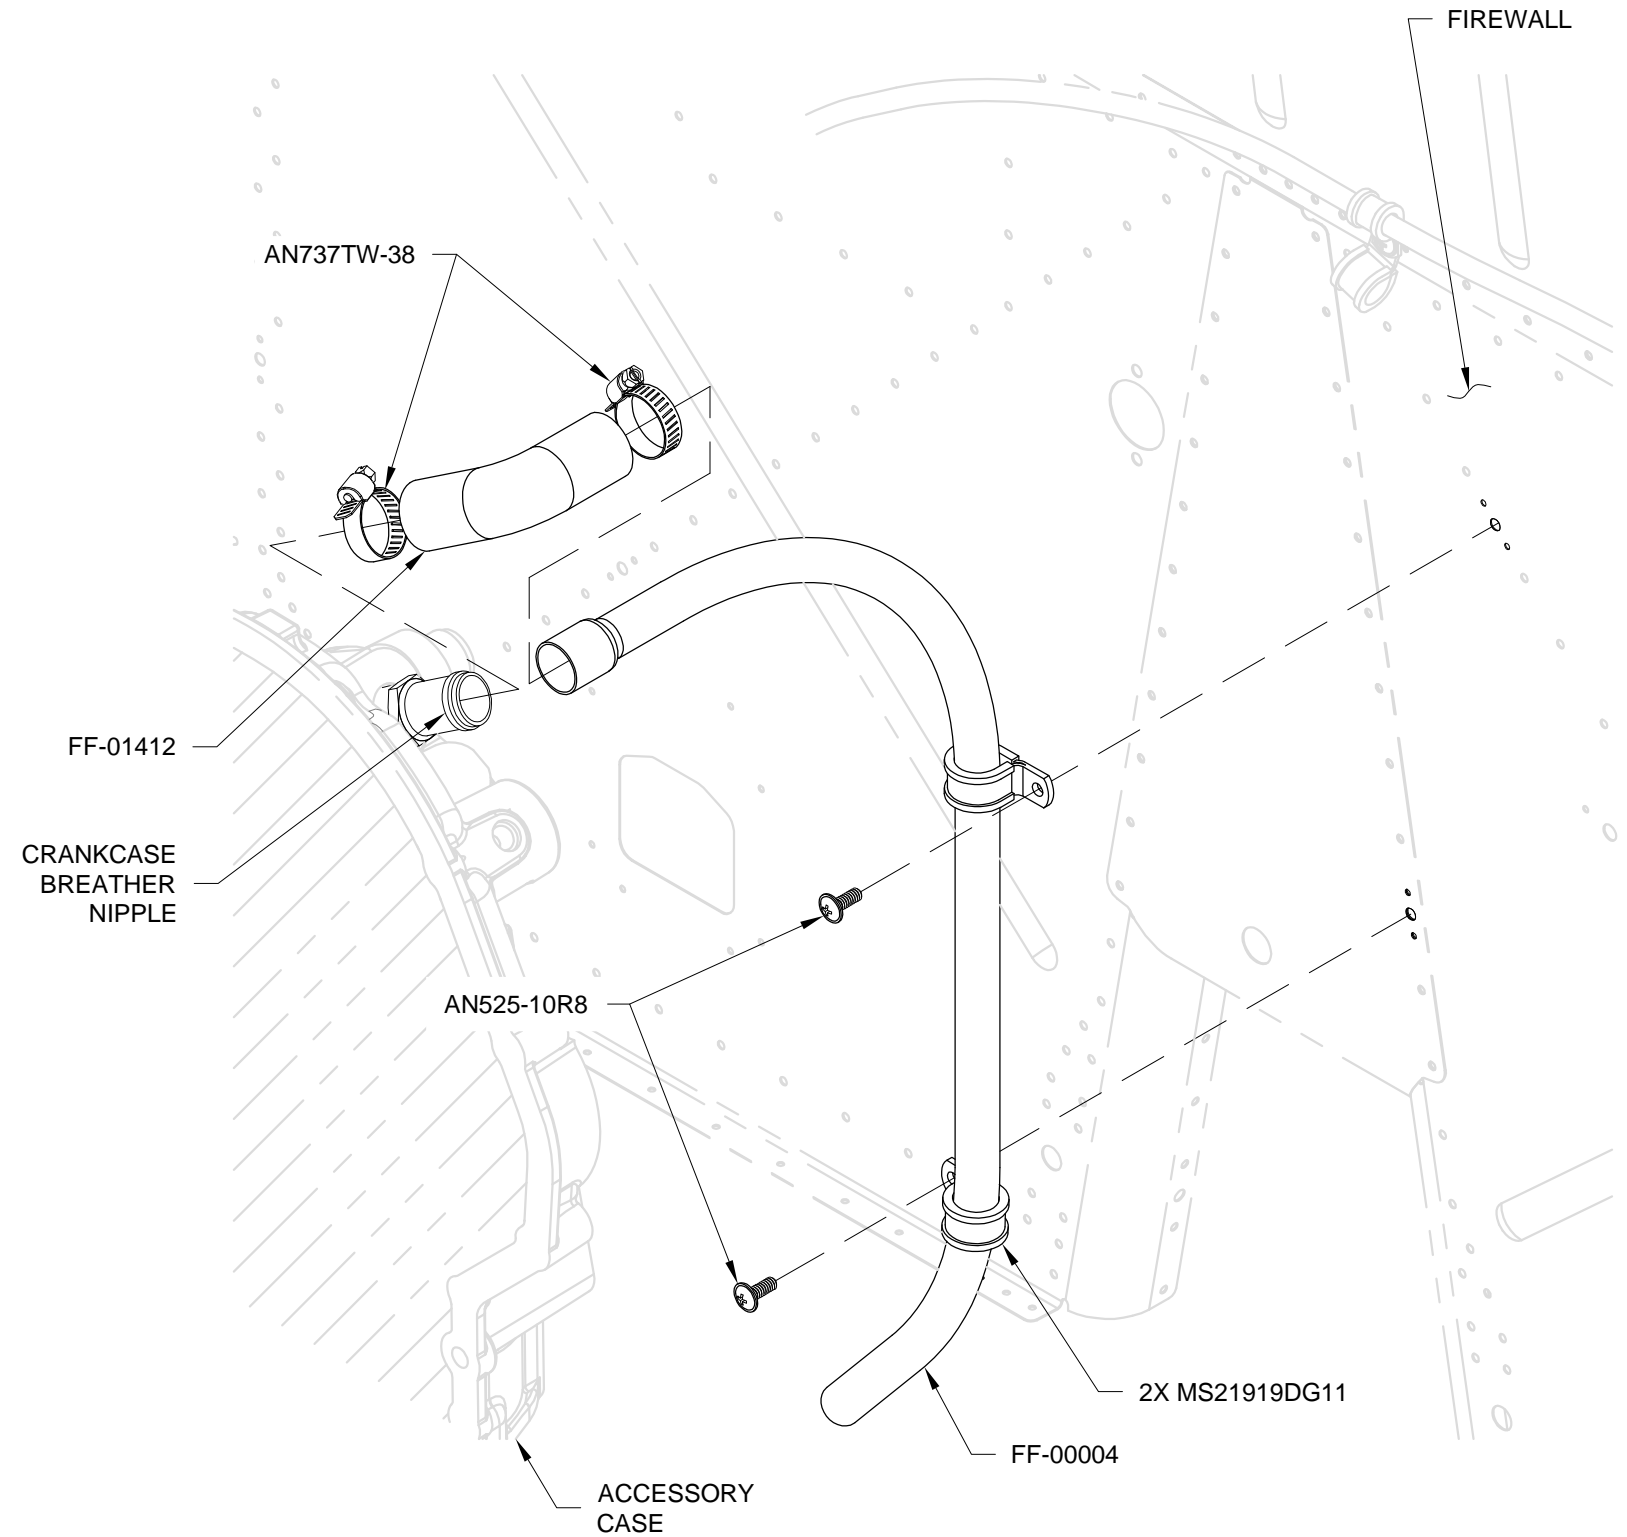 FIREWALL
AN737TW-38
FF-01412
CRANKCASE
BREATHER
NIPPLE
AN525-10R8
2X MS21919DG11
FF-00004
ACCESSORY
CASE